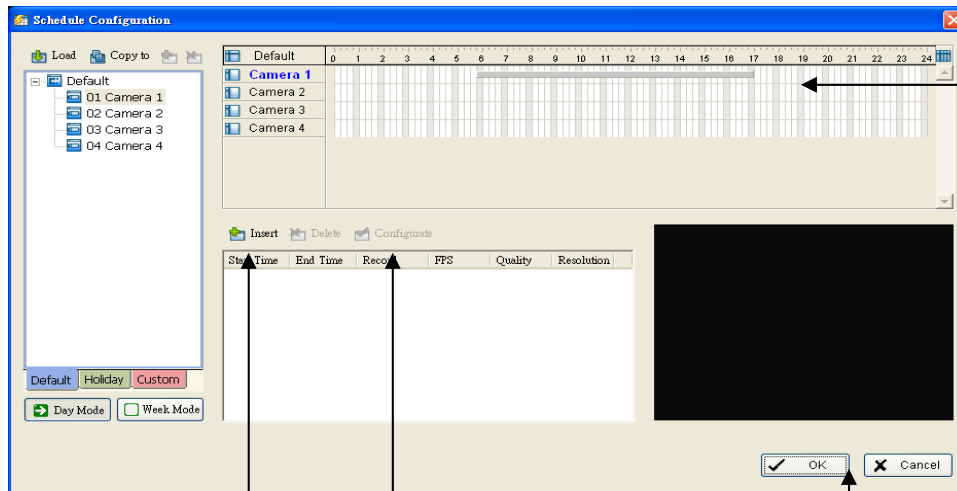 Schedule Configuration
Load Copy to
Default
01 Camera 1
02 Camera 2
03 Camera 3
04 Camera 4
Default Holiday Custom
Day Mode Week Mode
Default 0 1 2 3 4 5 6 7 8 9 10 11 12 13 14 15 16 17 18 19 20 21 22 23 24
Camera 1
Camera 2
Camera 3
Camera 4
Insert Delete Configurate
Start Time End Time Record FPS Quality Resolution
OK Cancel